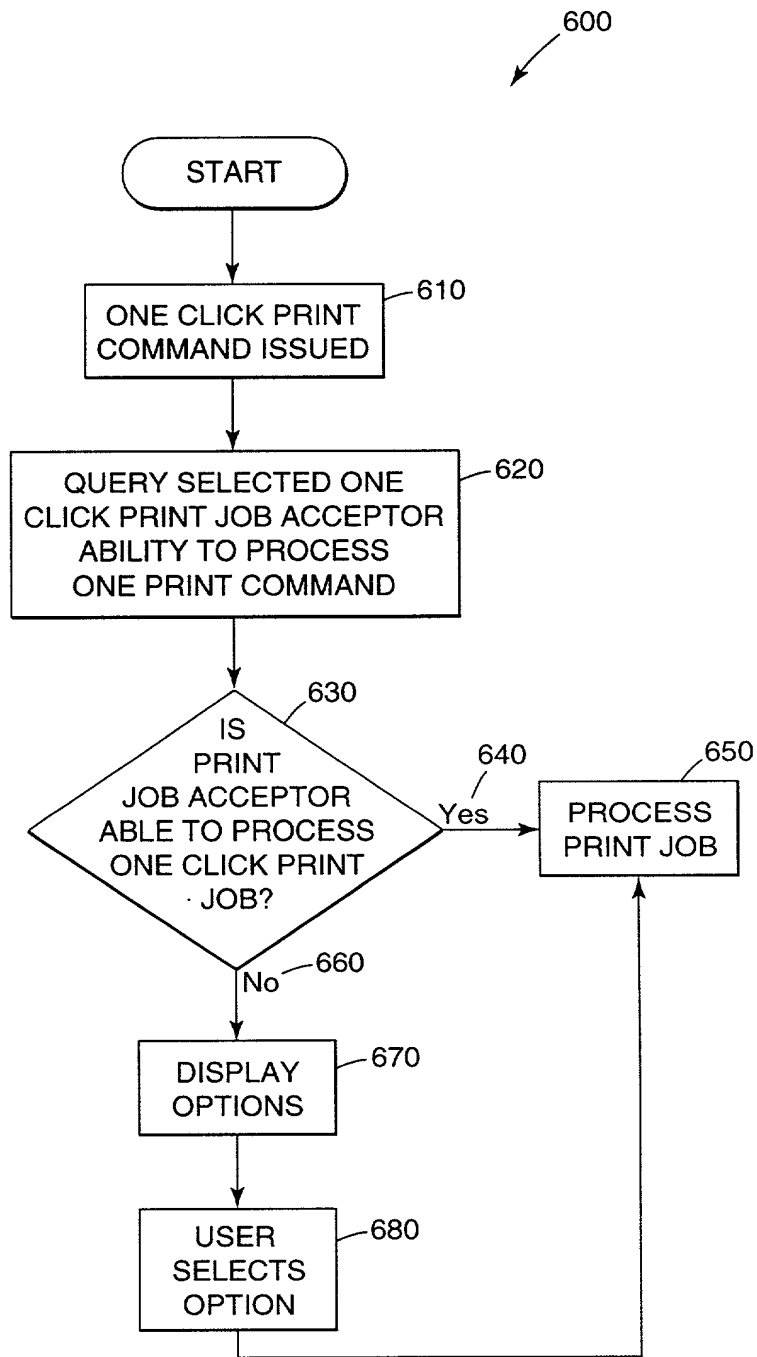 600
START
610
ONE CLICK PRINT
COMMAND ISSUED
620
QUERY SELECTED ONE
CLICK PRINT JOB ACCEPTOR
ABILITY TO PROCESS
ONE PRINT COMMAND
630
IS
PRINT
JOB ACCEPTOR
ABLE TO PROCESS
ONE CLICK PRINT
JOB?
640
Yes
650
PROCESS
PRINT JOB
No
660
670
DISPLAY
OPTIONS
680
USER
SELECTS
OPTION